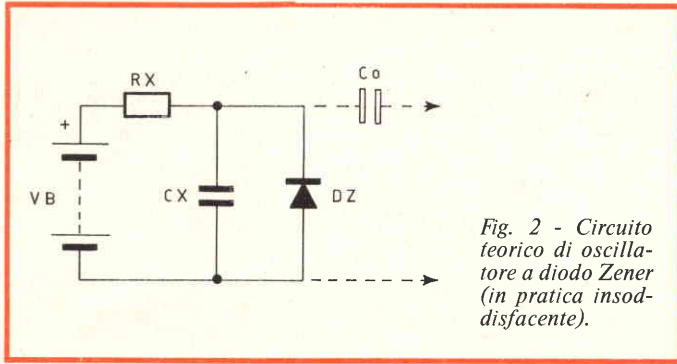 RX
Co
+
VB
CX
DZ
Fig. 2 - Circuito
teorico di oscilla-
tore a diodo Zener
(in pratica insod-
disfacente).